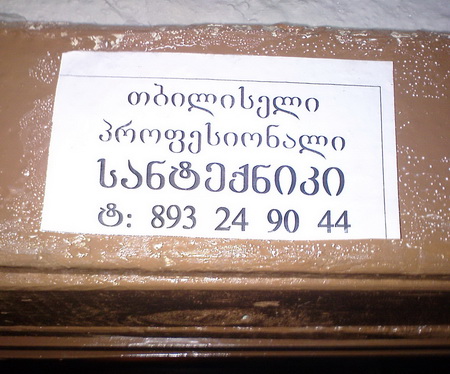 თბილისელი
პროფესიონალი
სანტექნიკი
ტ: 893 24 90 44